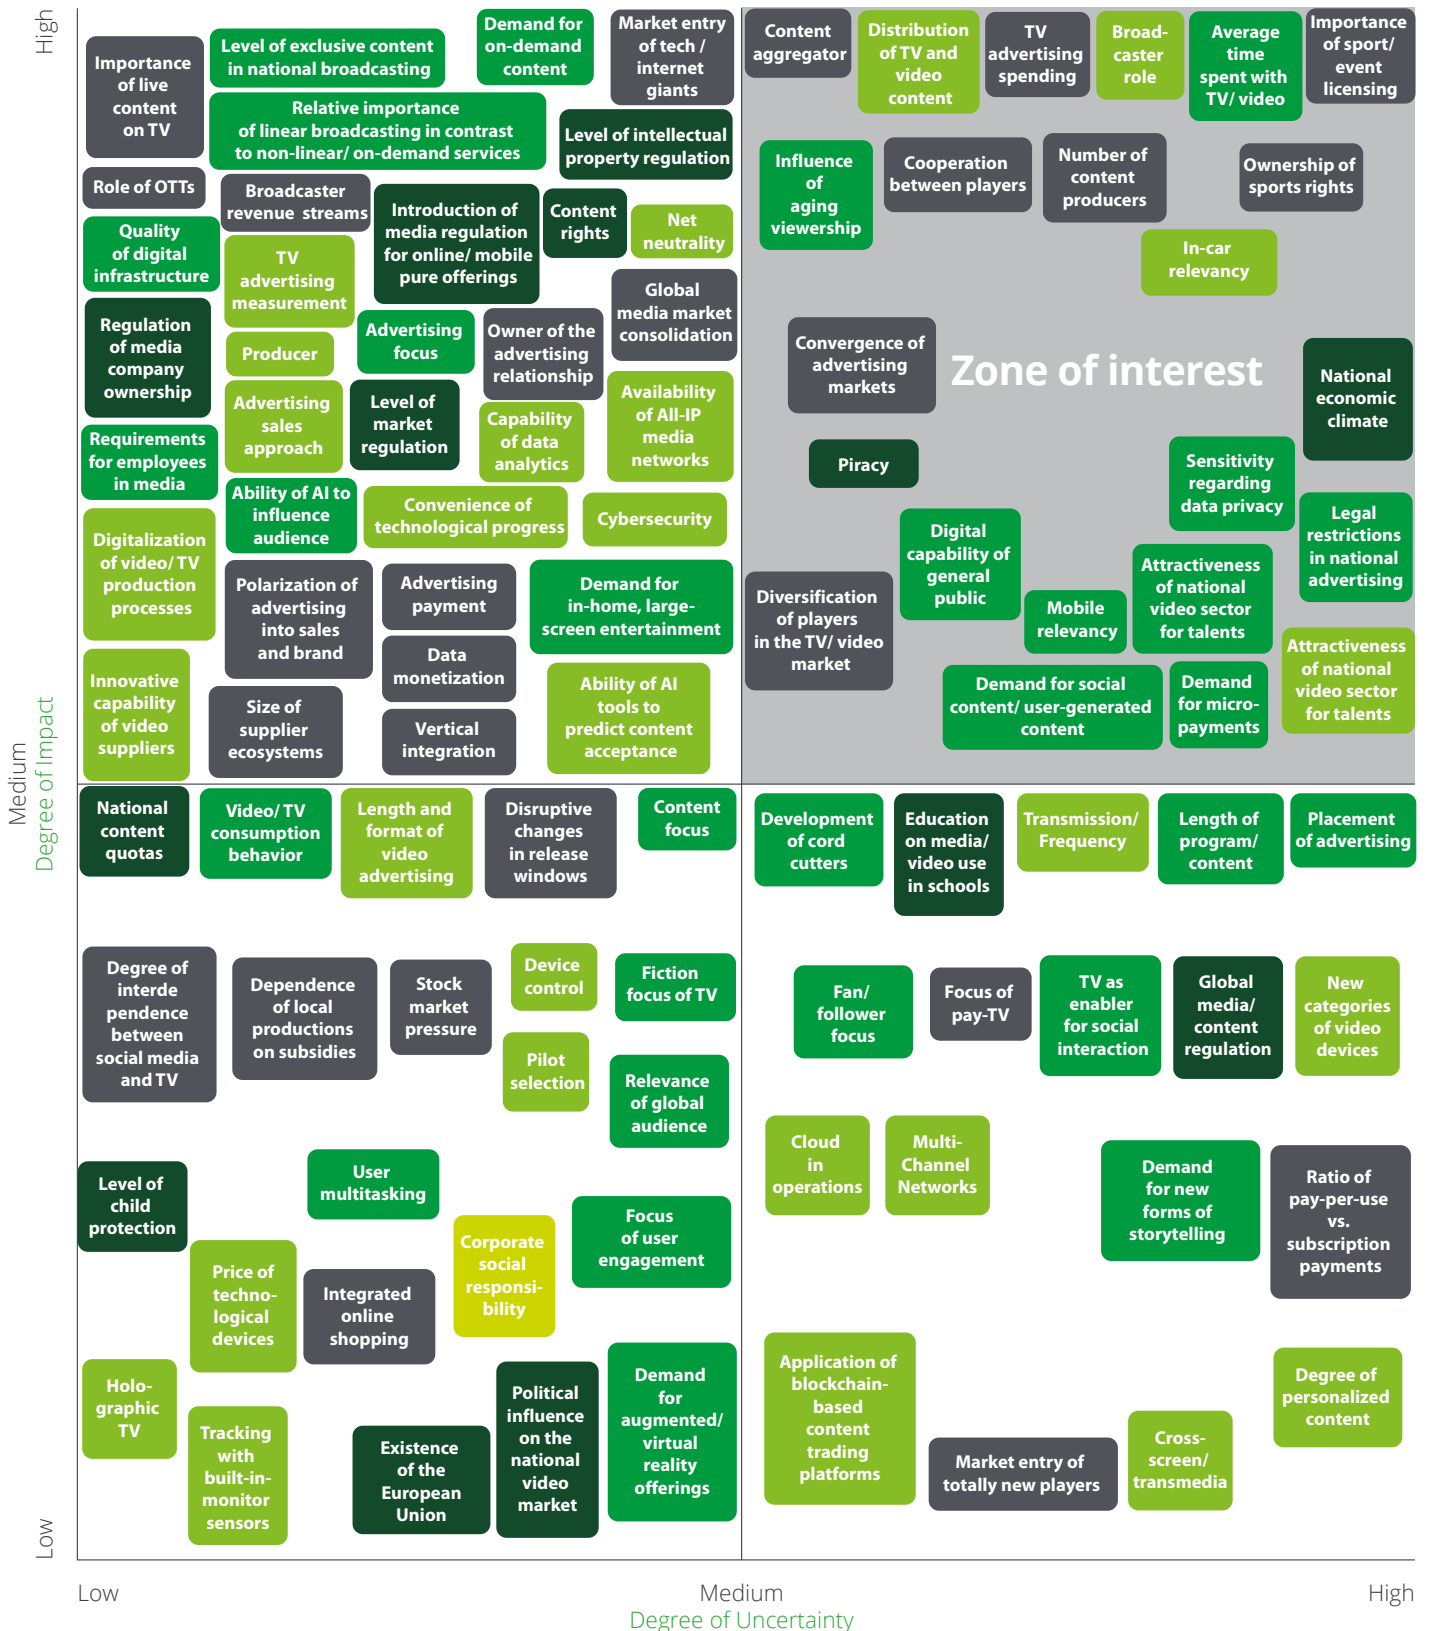 High
Medium
Degree of Impact
Low
Importance
of live
content
on TV
Level of exclusive content
in national broadcasting
Demand for
on-demand
content
Market entry
of tech /
internet
giants
Relative importance
of linear broadcasting in contrast
to non-linear/ on-demand services
Level of intellectual
property regulation
Role of OTTs
Broadcaster
revenue streams
Introduction of
media regulation
for online/ mobile
pure offerings
Content
rights
Net
neutrality
Quality
of digital
infrastructure
TV
advertising
measurement
Global
media market
consolidation
Regulation
of media
company
ownership
Producer
Advertising
focus
Owner of the
advertising
relationship
Advertising
sales
approach
Level of
market
regulation
Capability
of data
analytics
Availability
of All-IP
media
networks
Requirements
for employees
in media
Ability of AI to
influence
audience
Convenience of
technological progress
Cybersecurity
Digitalization
of video/ TV
production
processes
Polarization of
advertising
into sales
and brand
Advertising
payment
Demand for
in-home, large-
screen entertainment
Data
monetization
Innovative
capability
of video
suppliers
Size of
supplier
ecosystems
Vertical
integration
Ability of AI
tools to
predict content
acceptance
Content
aggregator
Distribution
of TV and
video
content
TV
advertising
spending
Broad-
caster
role
Average
time
spent with
TV/ video
Importance
of sport/
event
licensing
Influence
of
aging
viewership
Cooperation
between players
Number of
content
producers
Ownership of
sports rights
In-car
relevancy
Convergence of
advertising
markets
Zone of interest
National
economic
climate
Piracy
Sensitivity
regarding
data privacy
Legal
restrictions
in national
advertising
Digital
capability of
general
public
Attractiveness
of national
video sector
for talents
Diversification
of players
in the TV/ video
market
Mobile
relevancy
Attractiveness
of national
video sector
for talents
Demand for social
content/ user-generated
content
Demand
for micro-
payments
National
content
quotas
Video/ TV
consumption
behavior
Length and
format of
video
advertising
Disruptive
changes
in release
windows
Content
focus
Degree of
interde
pendence
between
social media
and TV
Dependence
of local
productions
on subsidies
Stock
market
pressure
Device
control
Fiction
focus of TV
Pilot
selection
Relevance
of global
audience
Level of
child
protection
User
multitasking
Focus
of user
engagement
Price of
techno-
logical
devices
Integrated
online
shopping
Corporate
social
responsi-
bility
Holo-
graphic
TV
Tracking
with
built-in-
monitor
sensors
Existence
of the
European
Union
Political
influence
on the
national
video
market
Demand
for
augmented/
virtual
reality
offerings
Development
of cord
cutters
Education
on media/
video use
in schools
Transmission/
Frequency
Length of
program/
content
Placement
of advertising
Fan/
follower
focus
Focus of
pay-TV
TV as
enabler
for social
interaction
Global
media/
content
regulation
New
categories
of video
devices
Cloud
in
operations
Multi-
Channel
Networks
Demand
for new
forms of
storytelling
Ratio of
pay-per-use
vs.
subscription
payments
Application of
blockchain-
based
content
trading
platforms
Market entry of
totally new players
Cross-
screen/
transmedia
Degree of
personalized
content
Low
Medium
High
Degree of Uncertainty